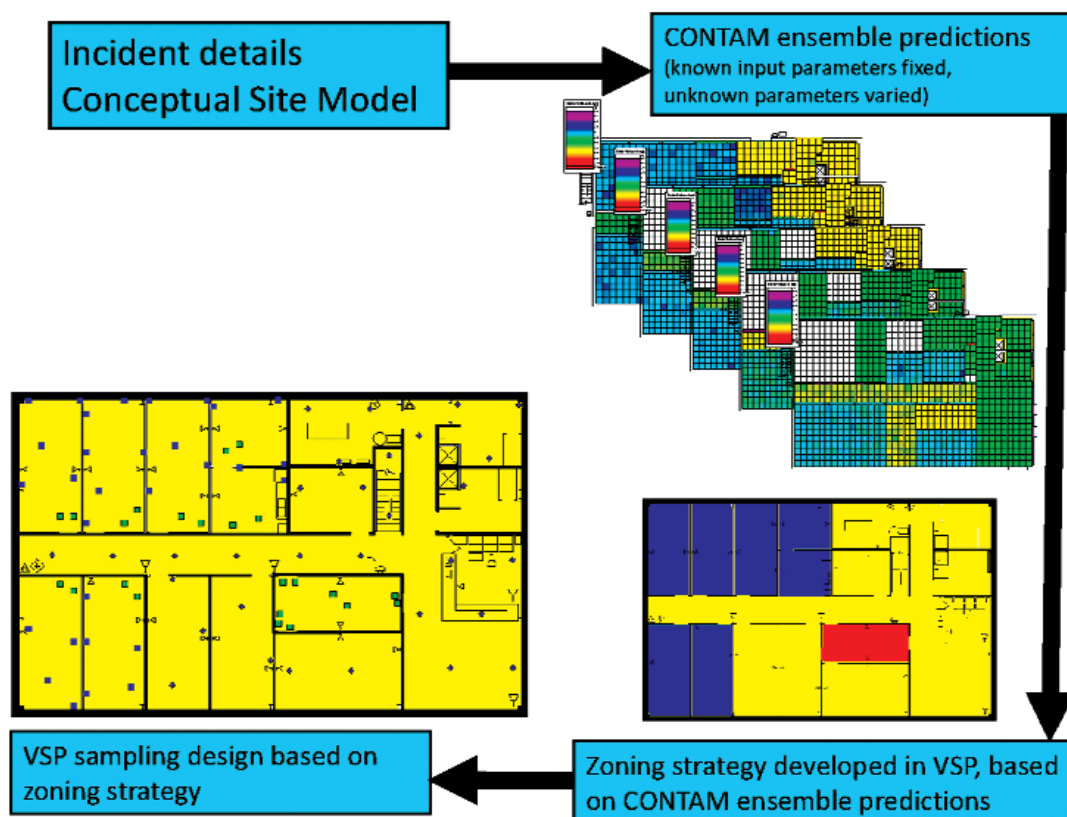 Incident details
Conceptual Site Model
CONTAM ensemble predictions
(known input parameters fixed,
unknown parameters varied)
Zoning strategy developed in VSP, based
on CONTAM ensemble predictions
VSP sampling design based on
zoning strategy